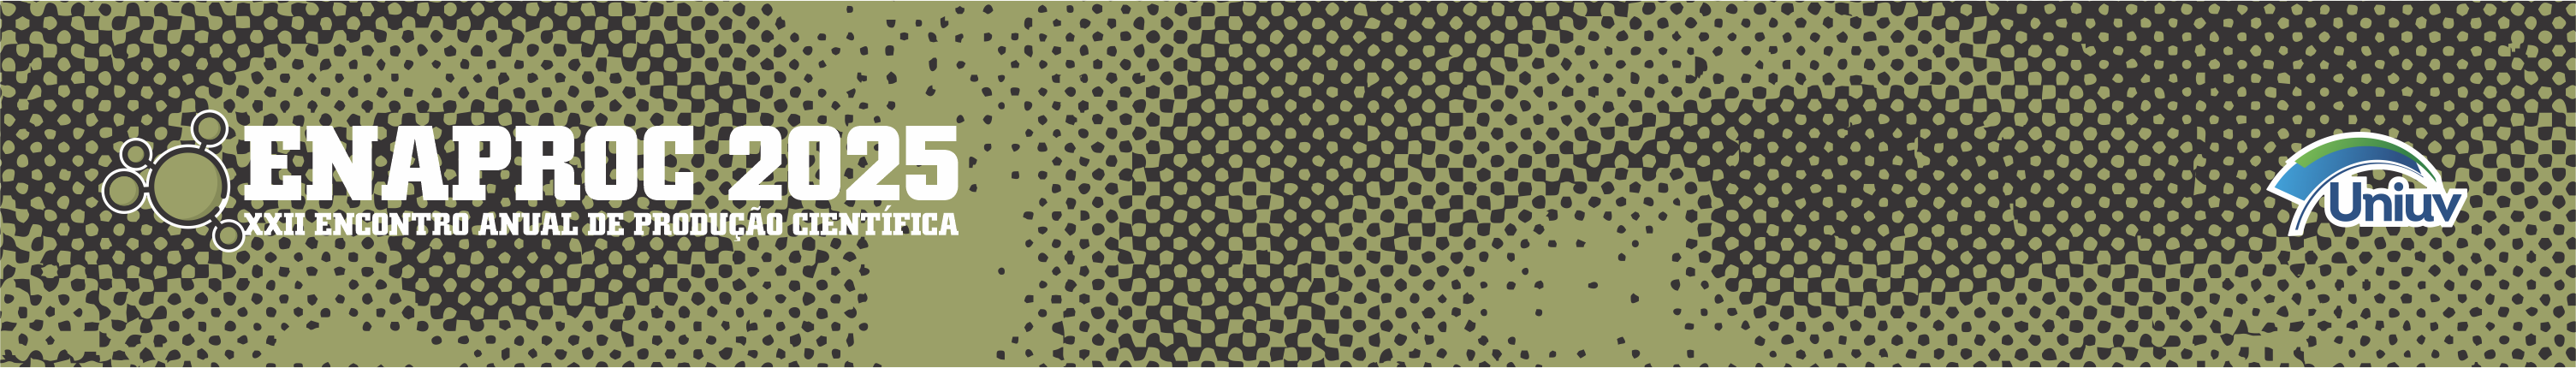 ENAPROC 2025
XXII ENCONTRO ANUAL DE PRODUÇÃO CIENTÍFICA
Uniuv